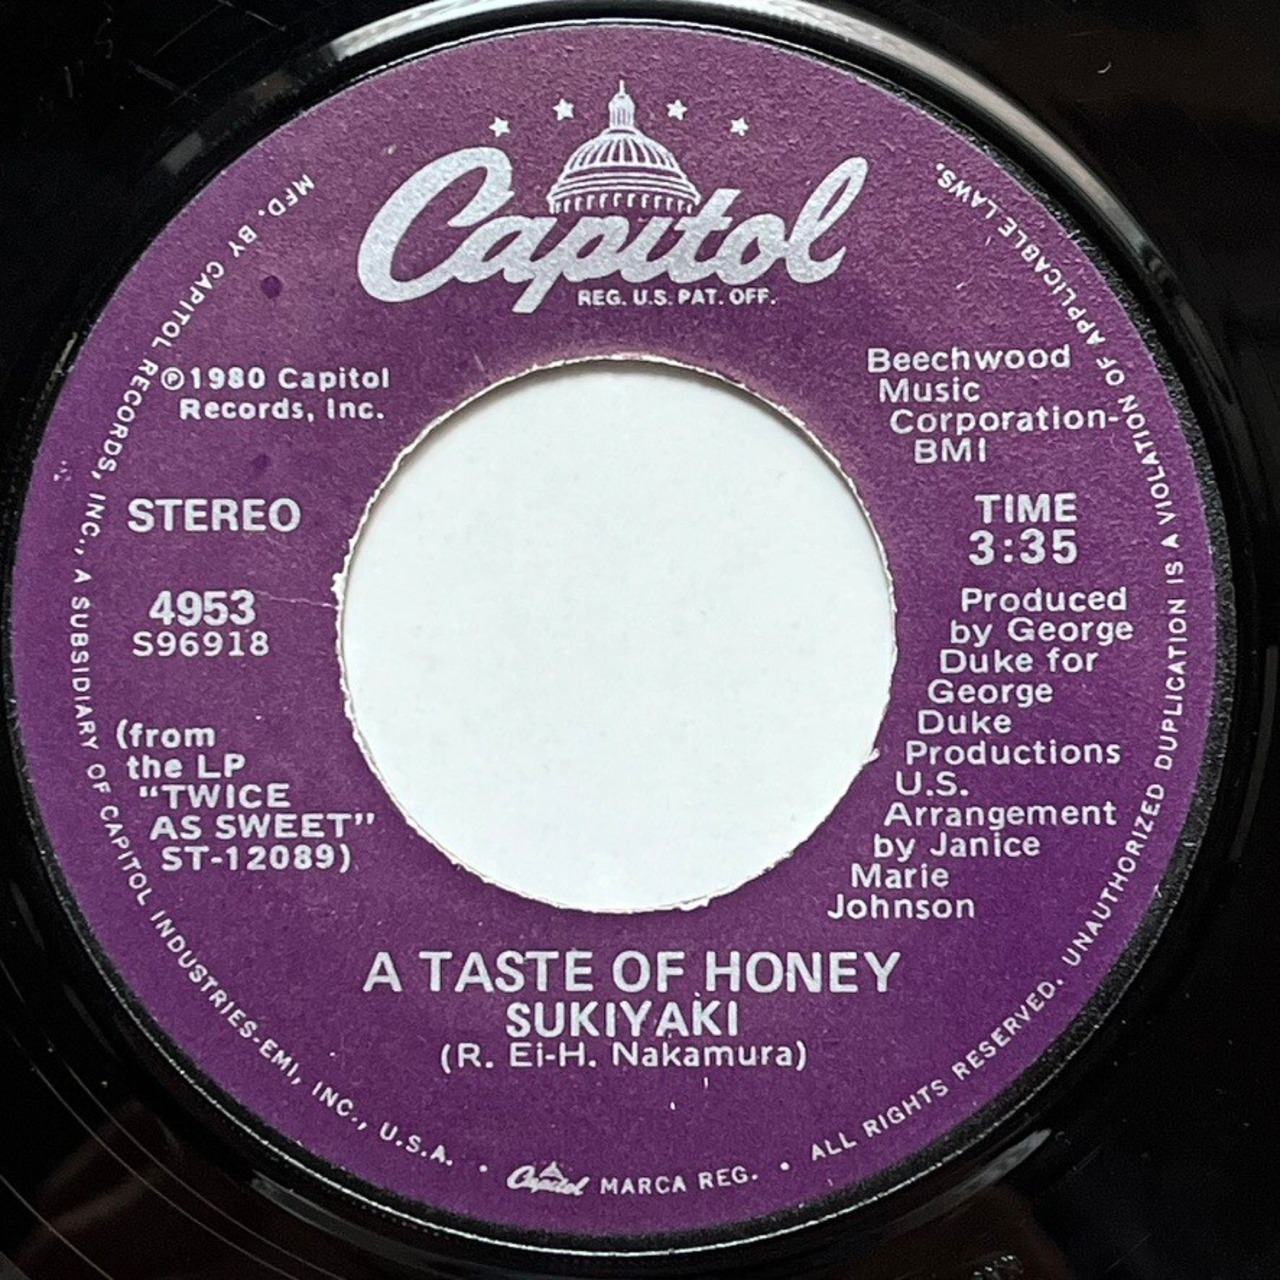 Capitol
REG. U.S. PAT. OFF.
℗1980 Capitol
Records, Inc.
STEREO
4953
S96918
(from
the LP
"TWICE
AS SWEET"
ST-12089)
Beechwood
Music
Corporation-
BMI
TIME
3:35
Produced
by George
Duke for
George
Duke
Productions
U.S.
Arrangement
by Janice
Marie
Johnson
A TASTE OF HONEY
SUKIYAKI
(R. Ei-H. Nakamura)
MFD. BY CAPITOL RECORDS, INC., A SUBSIDIARY OF CAPITOL INDUSTRIES-EMI, INC., U.S.A. • Capitol MARCA REG. • ALL RIGHTS RESERVED. UNAUTHORIZED DUPLICATION IS A VIOLATION OF APPLICABLE LAWS.